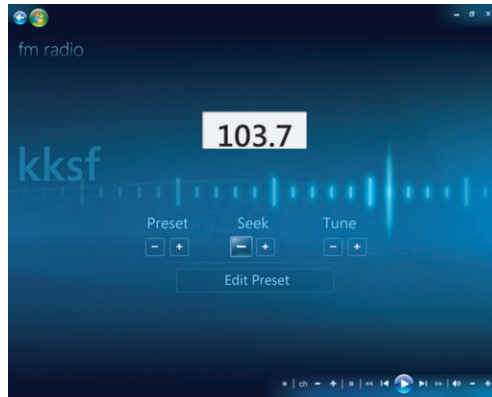 fm radio
103.7
kksf
Preset Seek Tune
- + - + - +
Edit Preset
ch - + - +